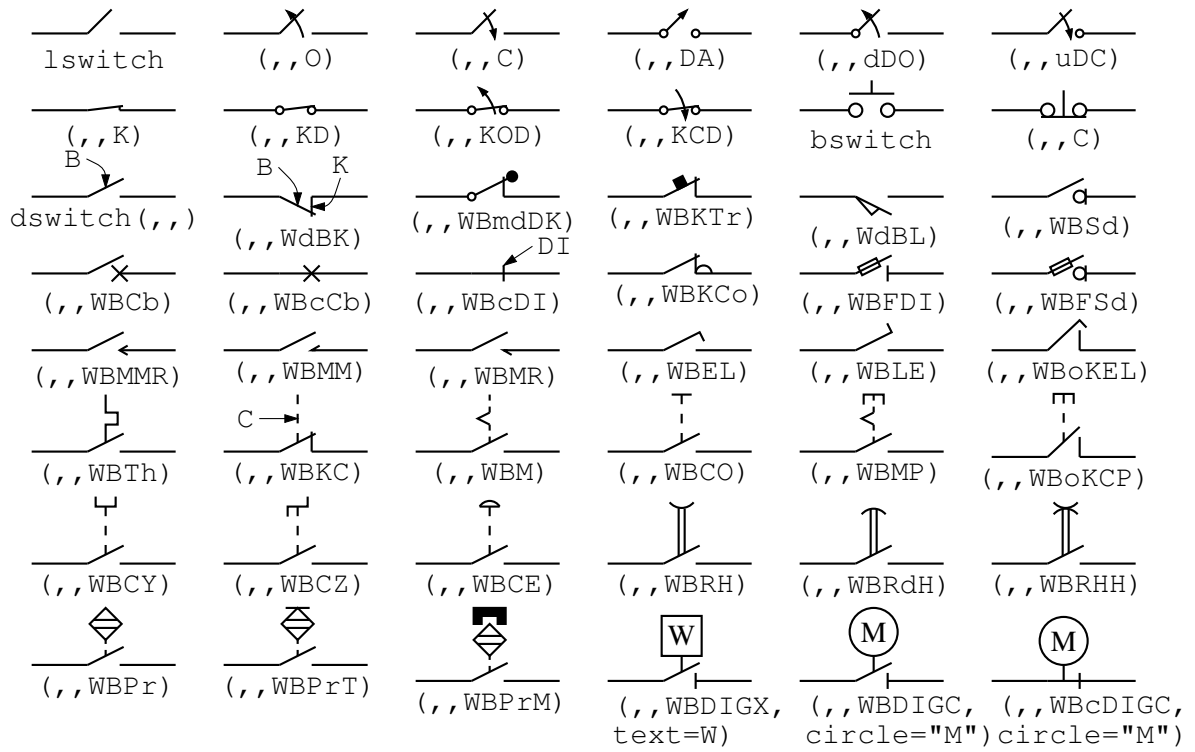 lswitch
(,,O)
(,,C)
(,,DA)
(,,dDO)
(,,uDC)
(,,K)
(,,KD)
(,,KOD)
(,,KCD)
bswitch
(,,C)
B
dswitch(,,)
B
K
(,,WdBK)
(,,WBmdDK)
(,,WBKTr)
(,,WdBL)
(,,WBSd)
(,,WBCb)
(,,WBcCb)
DI
(,,WBcDI)
(,,WBKCo)
(,,WBFDI)
(,,WBFSd)
(,,WBMMR)
(,,WBMM)
(,,WBMR)
(,,WBEL)
(,,WBLE)
(,,WBoKEL)
(,,WBTh)
C
(,,WBKC)
(,,WBM)
(,,WBCO)
(,,WBMP)
(,,WBoKCP)
(,,WBCY)
(,,WBCZ)
(,,WBCE)
(,,WBRH)
(,,WBRdH)
(,,WBRHH)
(,,WBPr)
(,,WBPrT)
(,,WBPrM)
W
(,,WBDIGX,
text=W)
M
(,,WBDIGC,
circle="M")
M
(,,WBcDIGC,
circle="M")